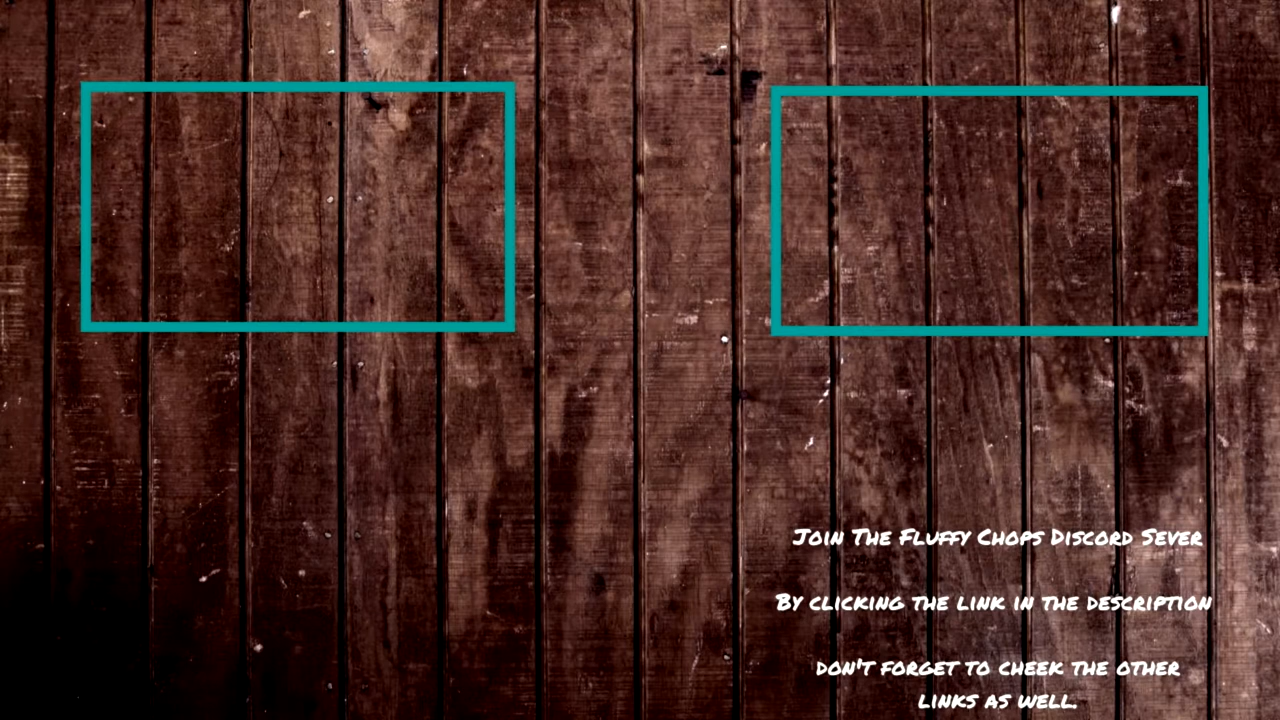 Join The Fluffy Chops Discord Sever
By clicking the link in the description
don't forget to cheek the other
links as well.